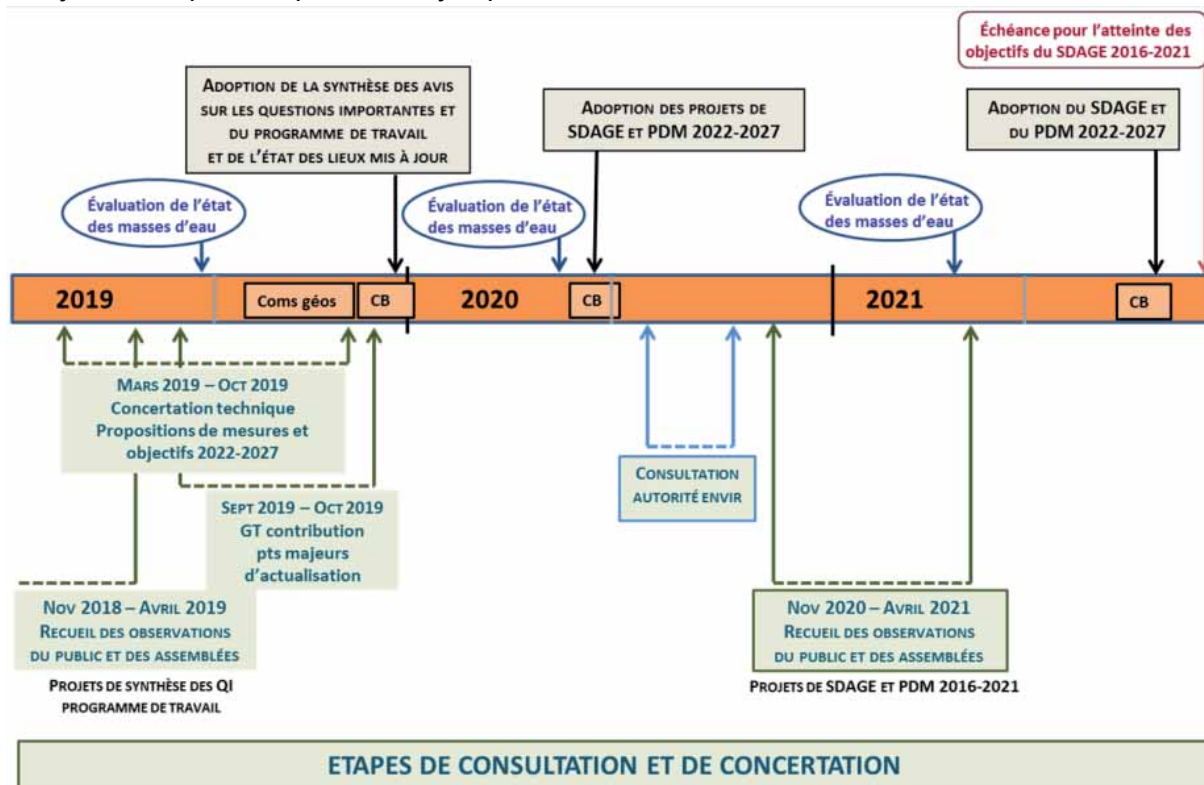 Échéance pour l'atteinte des
objectifs du SDAGE 2016-2021
ADOPTION DE LA SYNTHÈSE DES AVIS
SUR LES QUESTIONS IMPORTANTES ET
DU PROGRAMME DE TRAVAIL
ET DE L'ÉTAT DES LIEUX MIS À JOUR
ADOPTION DES PROJETS DE
SDAGE ET PDM 2022-2027
ADOPTION DU SDAGE ET
DU PDM 2022-2027
Évaluation de l'état
des masses d'eau
Évaluation de l'état
des masses d'eau
Évaluation de l'état
des masses d'eau
2019
Coms géos
CB
2020
CB
2021
CB
MARS 2019 – OCT 2019
Concertation technique
Propositions de mesures et
objectifs 2022-2027
CONSULTATION
AUTORITÉ ENVIR
SEPT 2019 – OCT 2019
GT contribution
pts majeurs
d'actualisation
NOV 2018 – AVRIL 2019
RECUEIL DES OBSERVATIONS
DU PUBLIC ET DES ASSEMBLÉES
PROJETS DE SYNTHÈSE DES QI
PROGRAMME DE TRAVAIL
NOV 2020 – AVRIL 2021
RECUEIL DES OBSERVATIONS
DU PUBLIC ET DES ASSEMBLÉES
PROJETS DE SDAGE ET PDM 2016-2021
ETAPES DE CONSULTATION ET DE CONCERTATION